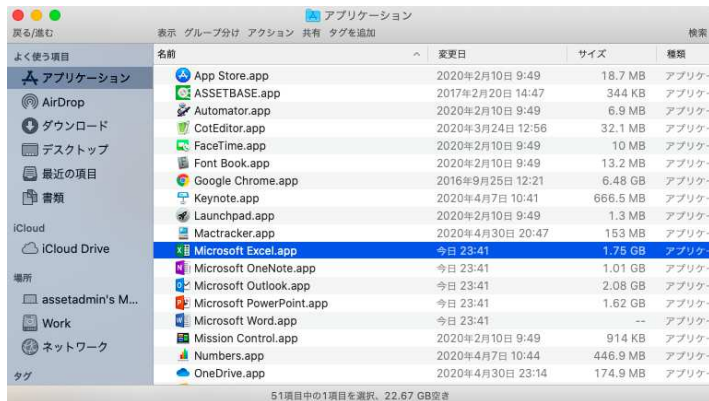 アプリケーション
戻る/進む 表示 グループ分け アクション 共有 タグを追加 検索
よく使う項目
アプリケーション
AirDrop
ダウンロード
デスクトップ
最近の項目
書類
iCloud
iCloud Drive
場所
assetadmin's M...
Work
ネットワーク
タグ
名前 変更日 サイズ 種類
App Store.app 2020年2月10日 9:49 18.7 MB アプリケー
ASSETBASE.app 2017年2月20日 14:47 344 KB アプリケー
Automator.app 2020年2月10日 9:49 6.9 MB アプリケー
CotEditor.app 2020年3月24日 12:56 32.1 MB アプリケー
FaceTime.app 2020年2月10日 9:49 10 MB アプリケー
Font Book.app 2020年2月10日 9:49 13.2 MB アプリケー
Google Chrome.app 2016年9月25日 12:21 6.48 GB アプリケー
Keynote.app 2020年4月7日 10:41 666.5 MB アプリケー
Launchpad.app 2020年2月10日 9:49 1.3 MB アプリケー
Mactracker.app 2020年4月30日 20:47 153 MB アプリケー
Microsoft Excel.app 今日 23:41 1.75 GB アプリケー
Microsoft OneNote.app 今日 23:41 1.01 GB アプリケー
Microsoft Outlook.app 今日 23:41 2.08 GB アプリケー
Microsoft PowerPoint.app 今日 23:41 1.62 GB アプリケー
Microsoft Word.app 今日 23:41 -- アプリケー
Mission Control.app 2020年2月10日 9:49 914 KB アプリケー
Numbers.app 2020年4月7日 10:44 446.9 MB アプリケー
OneDrive.app 2020年4月30日 23:14 174.9 MB アプリケー
51項目中の1項目を選択、22.67 GB空き